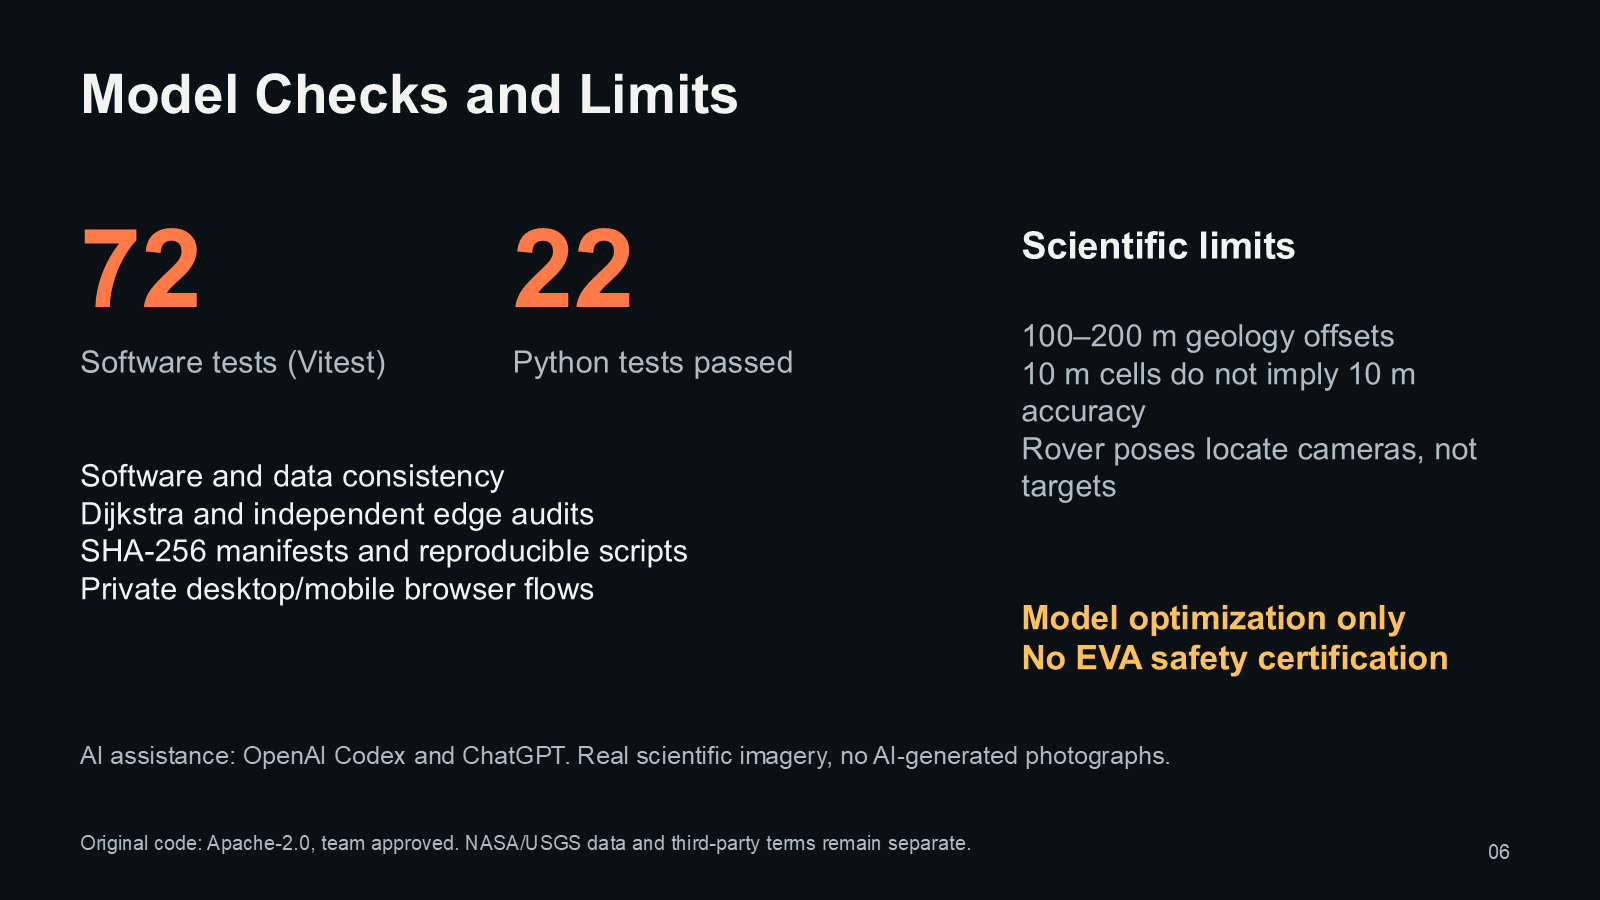 Model Checks and Limits
72
Software tests (Vitest)
22
Python tests passed
Software and data consistency
Dijkstra and independent edge audits
SHA-256 manifests and reproducible scripts
Private desktop/mobile browser flows
Scientific limits
100–200 m geology offsets
10 m cells do not imply 10 m
accuracy
Rover poses locate cameras, not
targets
Model optimization only
No EVA safety certification
AI assistance: OpenAI Codex and ChatGPT. Real scientific imagery, no AI-generated photographs.
Original code: Apache-2.0, team approved. NASA/USGS data and third-party terms remain separate.
06